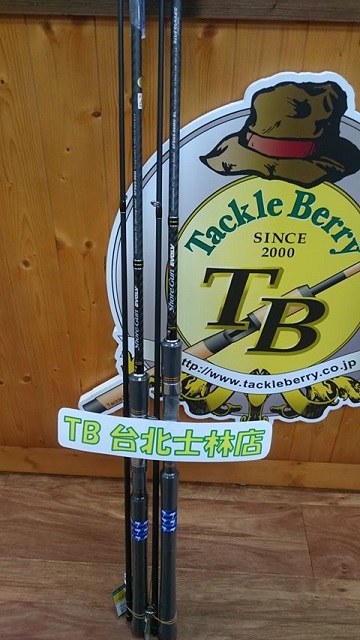 Tackle Berry
SINCE
2000
TB
http://www.tackleberry.co.jp
Shore Gun EVOLV
Shore Gun EVOLV
TB 台北士林店